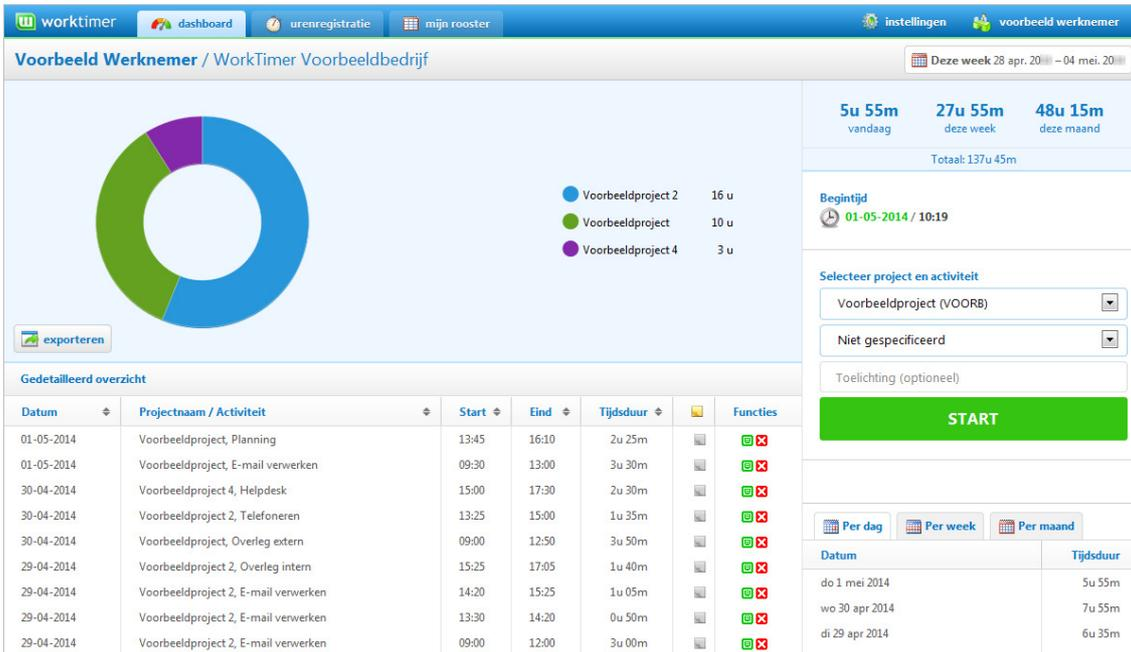 worktimer dashboard urenregistratie mijn rooster instellingen voorbeeld werknemer
Voorbeeld Werknemer / WorkTimer Voorbeeldbedrijf Deze week 28 apr. 20 – 04 mei. 20
5u 55m 27u 55m 48u 15m
vandaag deze week deze maand
Totaal: 137u 45m
Voorbeeldproject 2 16 u
Voorbeeldproject 10 u
Voorbeeldproject 4 3 u
exporteren
Begintijd
01-05-2014 / 10:19
Selecteer project en activiteit
Voorbeeldproject (VOORB)
Niet gespecificeerd
Toelichting (optioneel)
START
Gedetailleerd overzicht
Datum Projectnaam / Activiteit Start Eind Tijdsduur Functies
01-05-2014 Voorbeeldproject, Planning 13:45 16:10 2u 25m
01-05-2014 Voorbeeldproject, E-mail verwerken 09:30 13:00 3u 30m
30-04-2014 Voorbeeldproject 4, Helpdesk 15:00 17:30 2u 30m
30-04-2014 Voorbeeldproject 2, Telefoneren 13:25 15:00 1u 35m
30-04-2014 Voorbeeldproject, Overleg extern 09:00 12:50 3u 50m
29-04-2014 Voorbeeldproject 2, Overleg intern 15:25 17:05 1u 40m
29-04-2014 Voorbeeldproject 2, E-mail verwerken 14:20 15:25 1u 05m
29-04-2014 Voorbeeldproject 2, E-mail verwerken 13:30 14:20 0u 50m
29-04-2014 Voorbeeldproject 2, E-mail verwerken 09:00 12:00 3u 00m
Per dag Per week Per maand
Datum Tijdsduur
do 1 mei 2014 5u 55m
wo 30 apr 2014 7u 55m
di 29 apr 2014 6u 35m